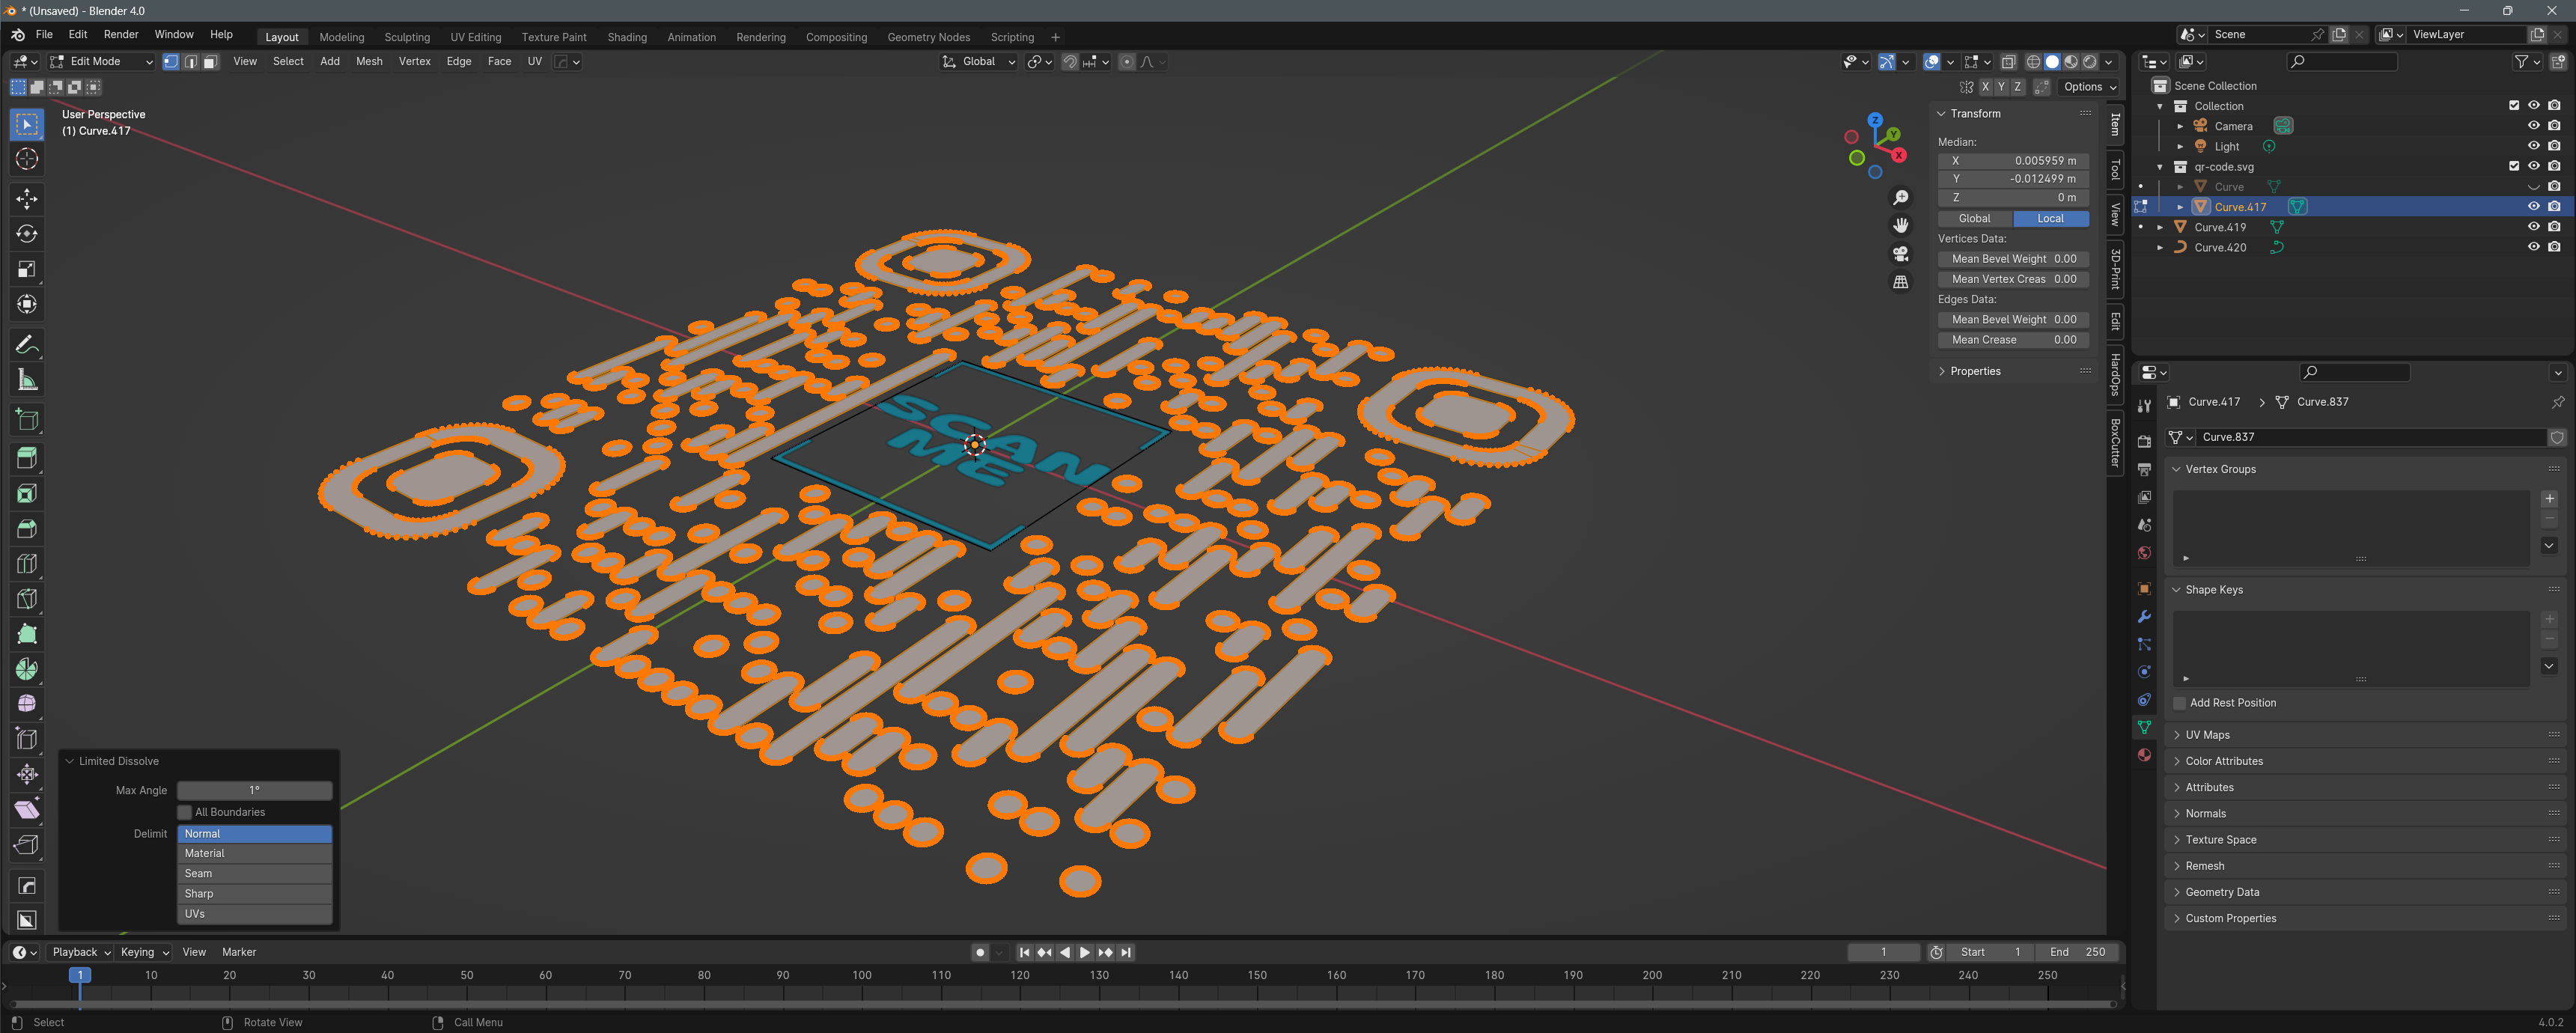 * (Unsaved) - Blender 4.0
File Edit Render Window Help Layout Modeling Sculpting UV Editing Texture Paint Shading Animation Rendering Compositing Geometry Nodes Scripting + Scene ViewLayer
Edit Mode View Select Add Mesh Vertex Edge Face UV Global
X Y Z Options
User Perspective
(1) Curve.417
Z
Y
X
Transform
Median:
X 0.005959 m
Y -0.012499 m
Z 0 m
Global Local
Vertices Data:
Mean Bevel Weight 0.00
Mean Vertex Creas 0.00
Edges Data:
Mean Bevel Weight 0.00
Mean Crease 0.00
Properties
Item
Tool
View
3D-Print
Edit
HardOps
BoxCutter
SCAN
ME
Limited Dissolve
Max Angle 1°
All Boundaries
Delimit Normal
Material
Seam
Sharp
UVs
Scene Collection
Collection
Camera
Light
qr-code.svg
Curve
Curve.417
Curve.419
Curve.420
Curve.417 > Curve.837
Curve.837
Vertex Groups
Shape Keys
Add Rest Position
UV Maps
Color Attributes
Attributes
Normals
Texture Space
Remesh
Geometry Data
Custom Properties
Playback Keying View Marker 1 Start 1 End 250
1 10 20 30 40 50 60 70 80 90 100 110 120 130 140 150 160 170 180 190 200 210 220 230 240 250
Select Rotate View Call Menu 4.0.2